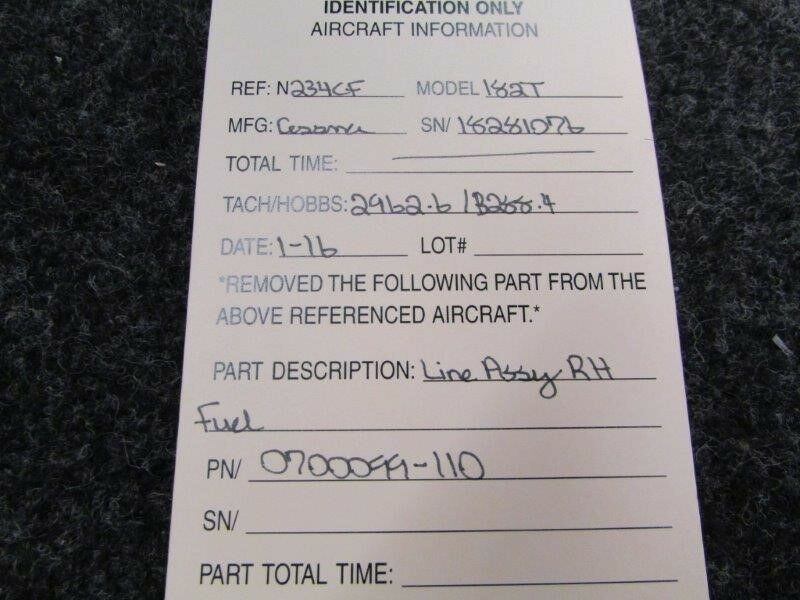 IDENTIFICATION ONLY
AIRCRAFT INFORMATION
REF: N234CF MODEL 182T
MFG: Cessna SN/ 18281076
TOTAL TIME:
TACH/HOBBS: 2962.6
DATE: 1-16 LOT#
*REMOVED THE FOLLOWING PART FROM THE
ABOVE REFERENCED AIRCRAFT.*
PART DESCRIPTION: Line Assy RH
Fuel
PN/ 0700099-110
SN/
PART TOTAL TIME: